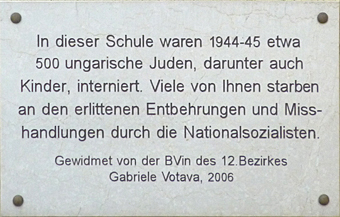 In dieser Schule waren 1944-45 etwa
500 ungarische Juden, darunter auch
Kinder, interniert. Viele von Ihnen starben
an den erlittenen Entbehrungen und Miss-
handlungen durch die Nationalsozialisten.
Gewidmet von der BVin des 12.Bezirkes
Gabriele Votava, 2006